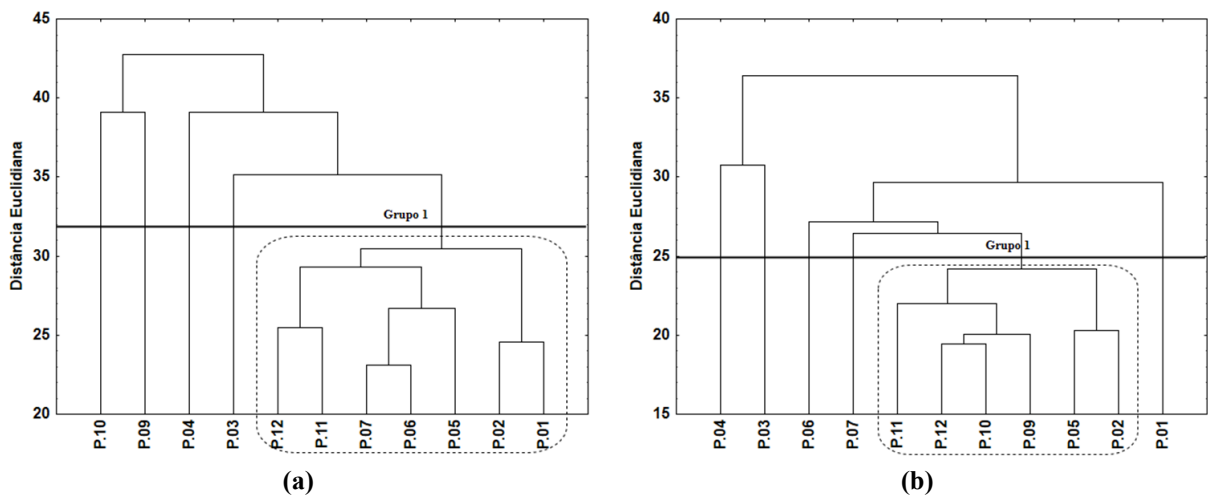 45
40
35
30
25
20
Distância Euclidiana
Grupo 1
P.10 P.09 P.04 P.03 P.12 P.11 P.07 P.06 P.05 P.02 P.01
(a)
40
35
30
25
20
15
Distância Euclidiana
Grupo 1
P.04 P.03 P.06 P.07 P.11 P.12 P.10 P.09 P.05 P.02 P.01
(b)